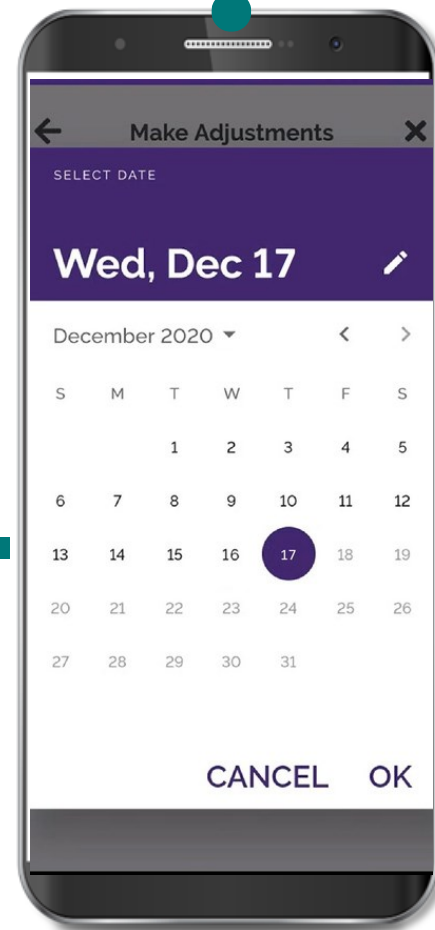 Make Adjustments
SELECT DATE
Wed, Dec 17
December 2020
S M T W T F S
1 2 3 4 5
6 7 8 9 10 11 12
13 14 15 16 17 18 19
20 21 22 23 24 25 26
27 28 29 30 31
CANCEL OK